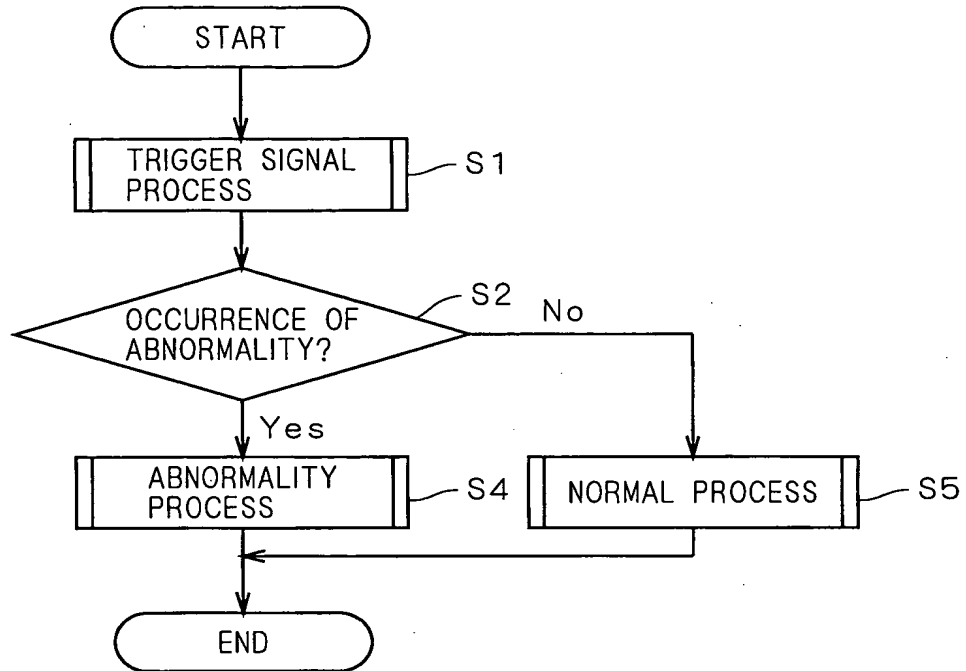 START
TRIGGER SIGNAL
PROCESS
S1
S2
OCCURRENCE OF
ABNORMALITY?
No
Yes
ABNORMALITY
PROCESS
S4
NORMAL PROCESS
S5
END